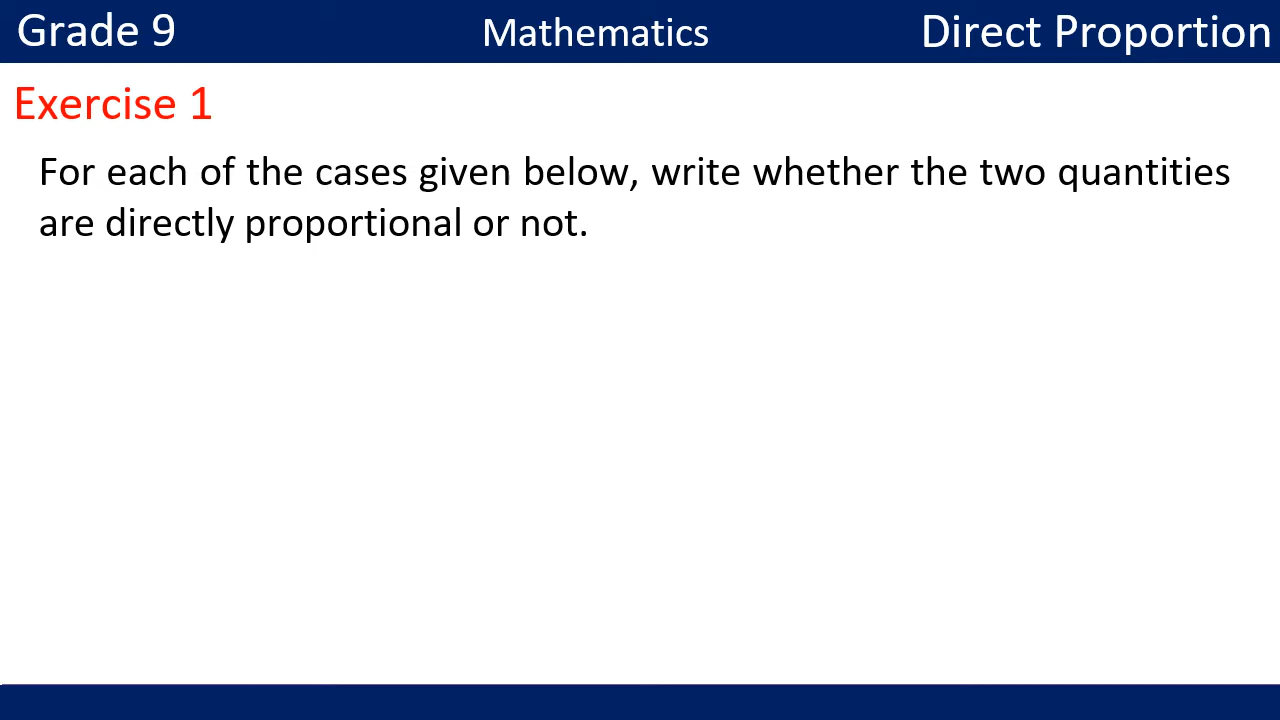 Grade 9 Mathematics Direct Proportion
Exercise 1
For each of the cases given below, write whether the two quantities
are directly proportional or not.